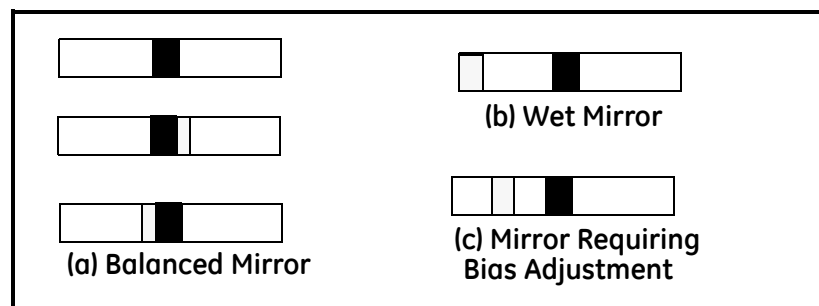 (a) Balanced Mirror
(b) Wet Mirror
(c) Mirror Requiring
Bias Adjustment